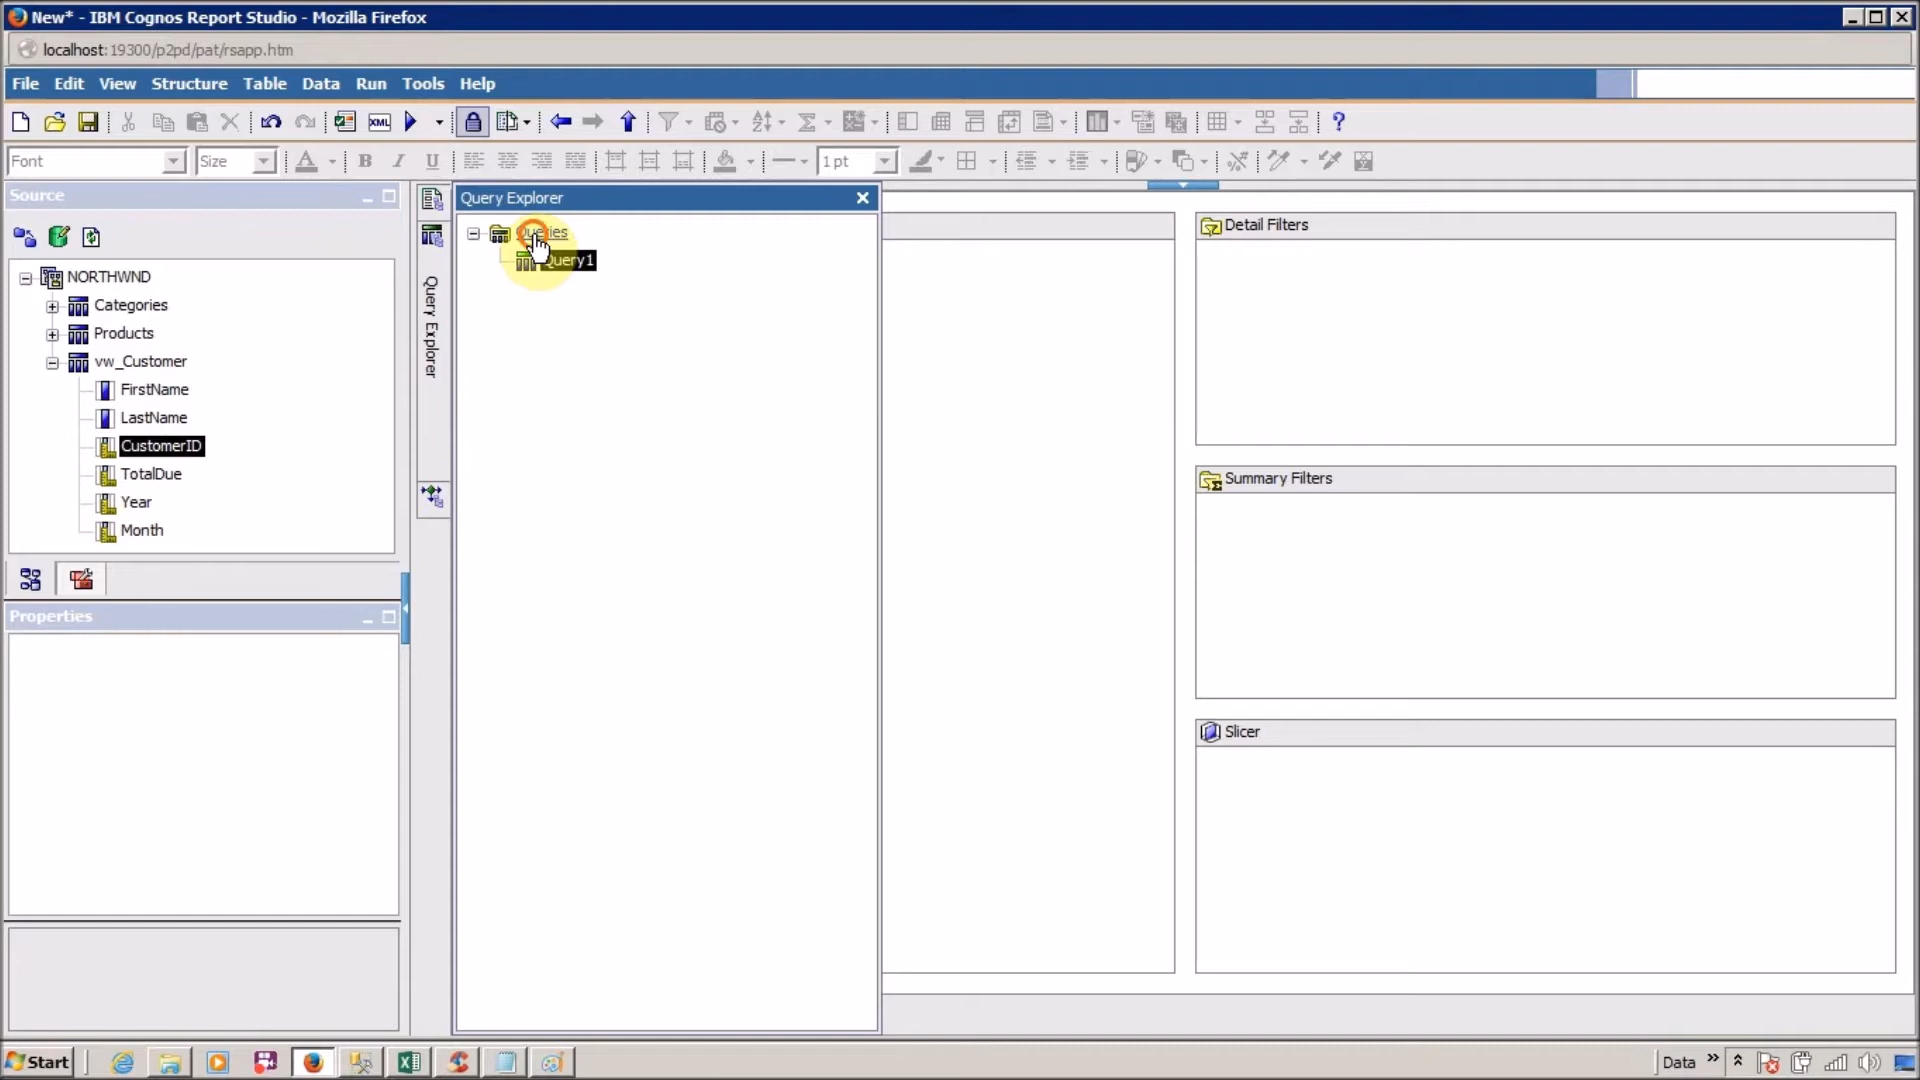 New* - IBM Cognos Report Studio - Mozilla Firefox
localhost:19300/p2pd/pat/rsapp.htm
File Edit View Structure Table Data Run Tools Help
XML
Font Size A B I U 1 pt
Source
Query Explorer
Queries
Query1
Detail Filters
NORTHWND
Categories
Products
vw_Customer
FirstName
LastName
CustomerID
TotalDue
Year
Month
Query Explorer
Summary Filters
Properties
Slicer
Start
Data